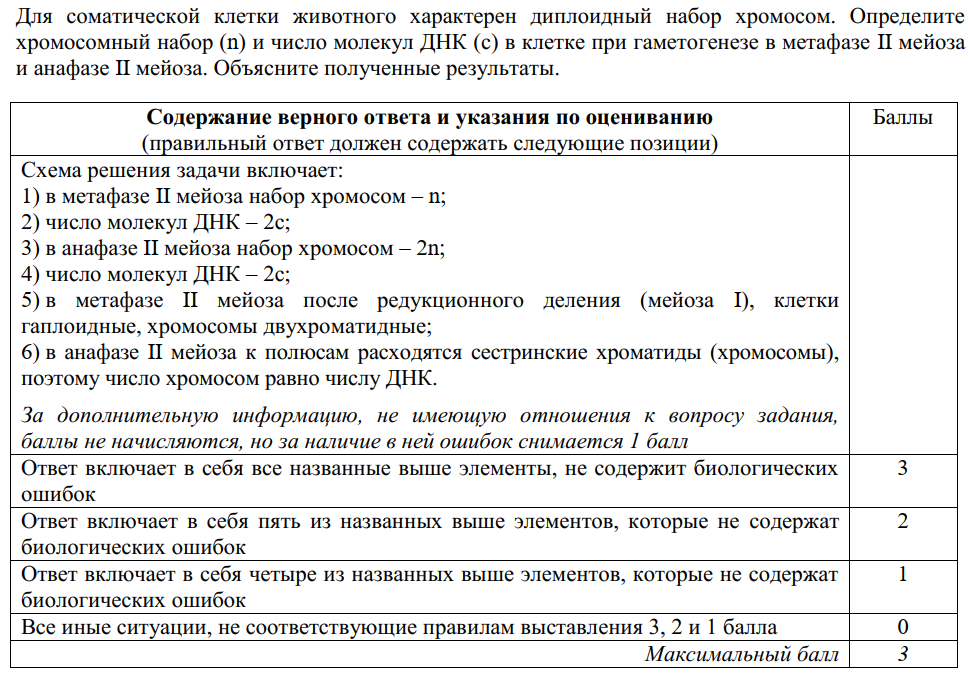 Для соматической клетки животного характерен диплоидный набор хромосом. Определите
хромосомный набор (n) и число молекул ДНК (с) в клетке при гаметогенезе в метафазе II мейоза
и анафазе II мейоза. Объясните полученные результаты.
Содержание верного ответа и указания по оцениванию
(правильный ответ должен содержать следующие позиции)
Баллы
Схема решения задачи включает:
1) в метафазе II мейоза набор хромосом – n;
2) число молекул ДНК – 2с;
3) в анафазе II мейоза набор хромосом – 2n;
4) число молекул ДНК – 2с;
5) в метафазе II мейоза после редукционного деления (мейоза I), клетки
гаплоидные, хромосомы двухроматидные;
6) в анафазе II мейоза к полюсам расходятся сестринские хроматиды (хромосомы),
поэтому число хромосом равно числу ДНК.
За дополнительную информацию, не имеющую отношения к вопросу задания,
баллы не начисляются, но за наличие в ней ошибок снимается 1 балл
Ответ включает в себя все названные выше элементы, не содержит биологических
ошибок
3
Ответ включает в себя пять из названных выше элементов, которые не содержат
биологических ошибок
2
Ответ включает в себя четыре из названных выше элементов, которые не содержат
биологических ошибок
1
Все иные ситуации, не соответствующие правилам выставления 3, 2 и 1 балла
0
Максимальный балл
3